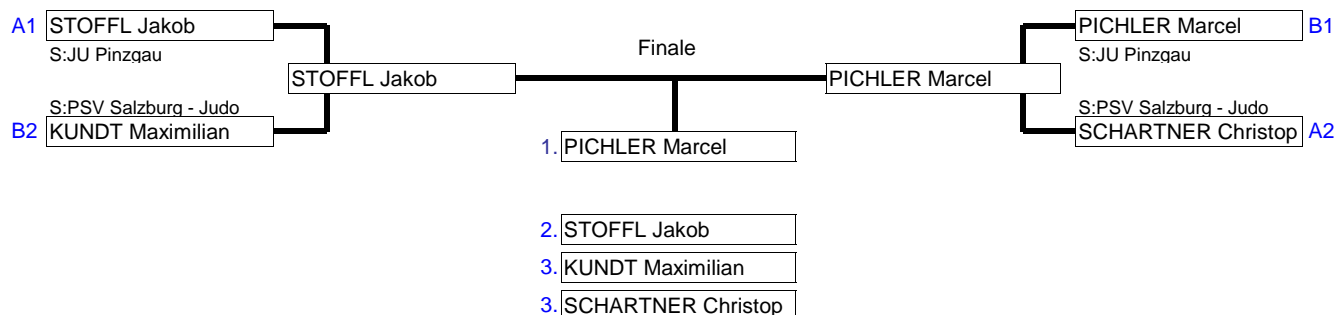 A1 STOFFL Jakob
S:JU Pinzgau
STOFFL Jakob
S:PSV Salzburg - Judo
B2 KUNDT Maximilian
Finale
PICHLER Marcel B1
S:JU Pinzgau
PICHLER Marcel
S:PSV Salzburg - Judo
SCHARTNER Christop A2
1. PICHLER Marcel
2. STOFFL Jakob
3. KUNDT Maximilian
3. SCHARTNER Christop